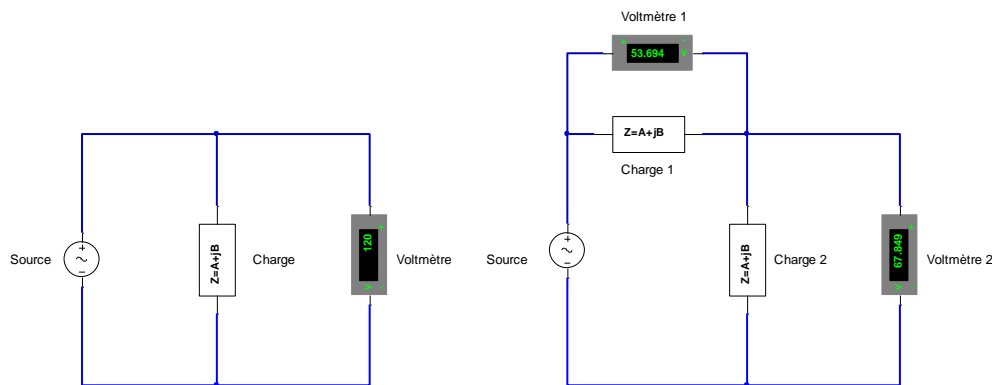 Source
+
−
Z=A+jB
Charge
120
V
+
-
Voltmètre
Voltmètre 1
+
-
53.694
V
Z=A+jB
Charge 1
Source
+
−
Z=A+jB
Charge 2
67.849
V
+
-
Voltmètre 2